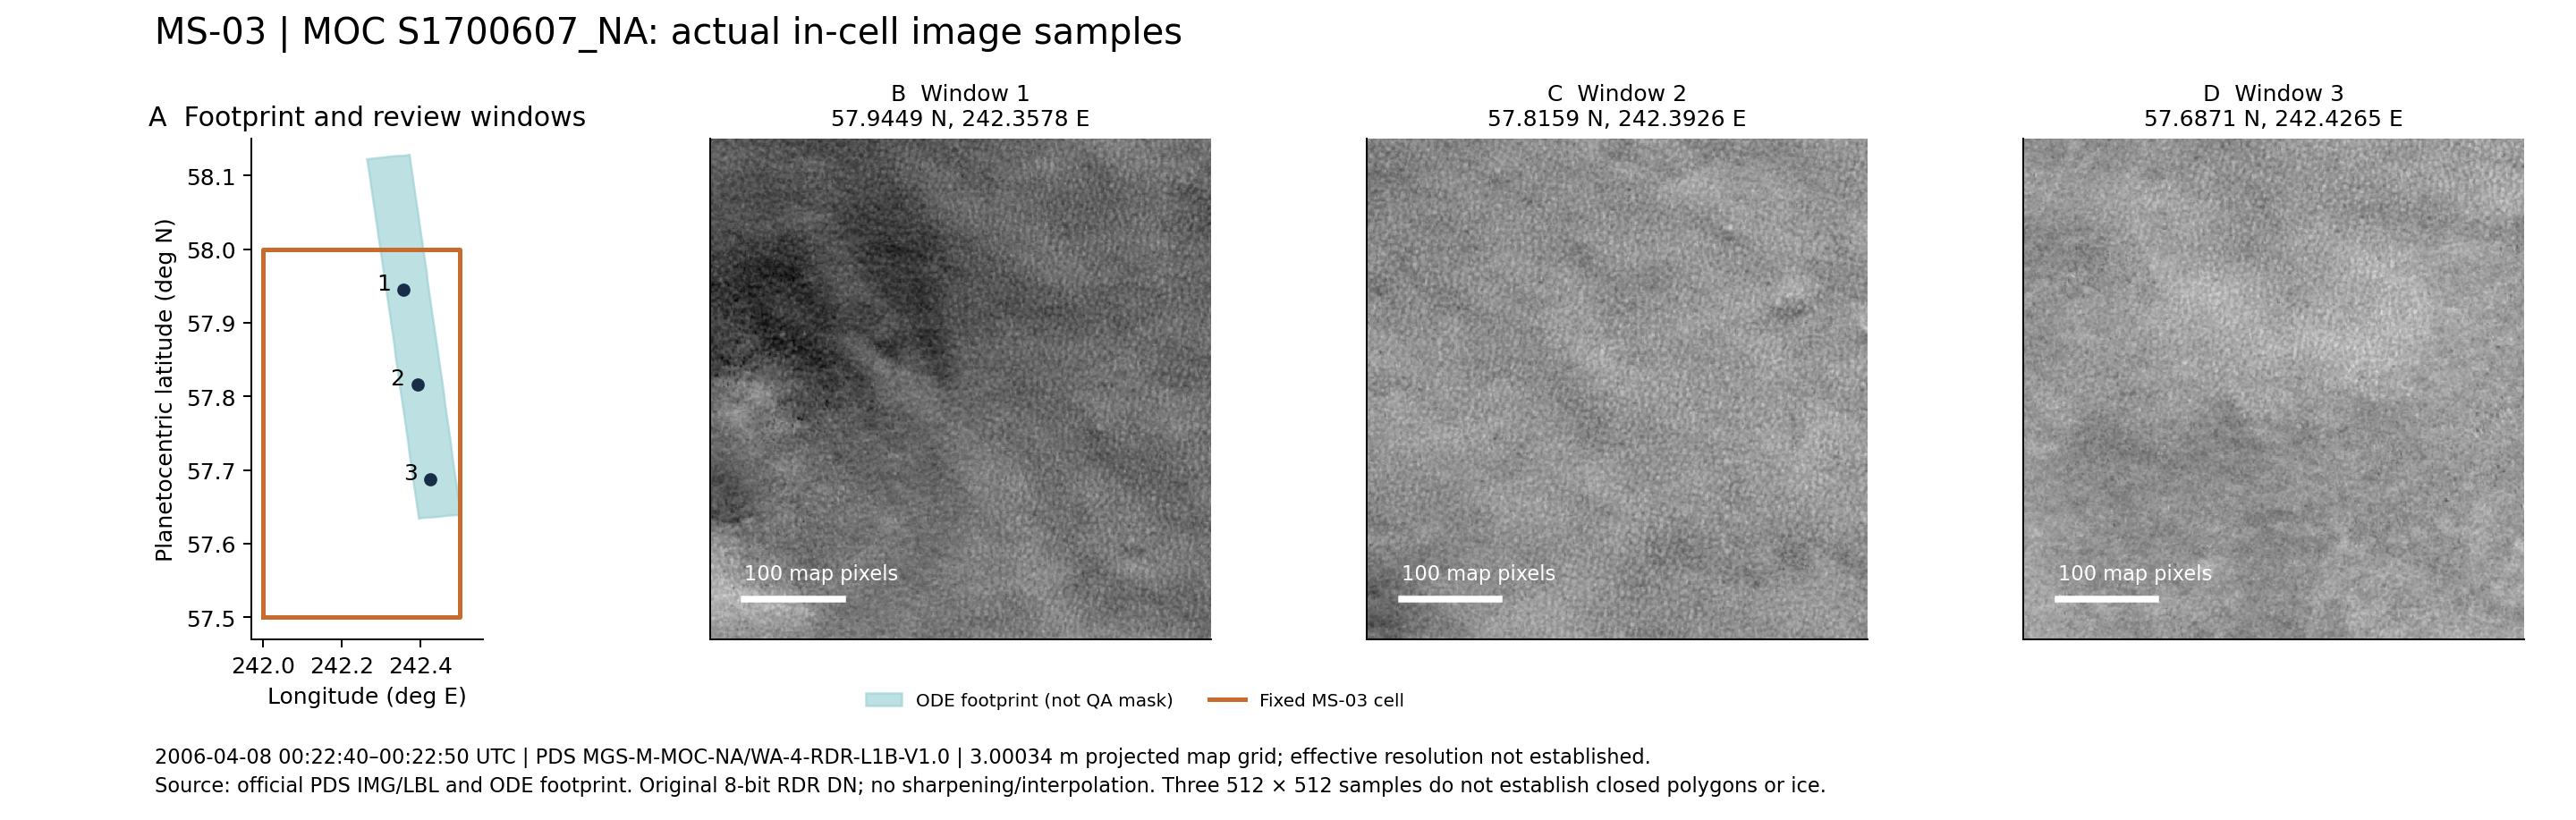 MS-03 | MOC S1700607_NA: actual in-cell image samples
A  Footprint and review windows
Planetocentric latitude (deg N)
58.1
58.0
57.9
57.8
57.7
57.6
57.5
1
2
3
242.0 242.2 242.4
Longitude (deg E)
B  Window 1
57.9449 N, 242.3578 E
100 map pixels
C  Window 2
57.8159 N, 242.3926 E
100 map pixels
D  Window 3
57.6871 N, 242.4265 E
100 map pixels
ODE footprint (not QA mask)
Fixed MS-03 cell
2006-04-08 00:22:40–00:22:50 UTC | PDS MGS-M-MOC-NA/WA-4-RDR-L1B-V1.0 | 3.00034 m projected map grid; effective resolution not established.
Source: official PDS IMG/LBL and ODE footprint. Original 8-bit RDR DN; no sharpening/interpolation. Three 512 × 512 samples do not establish closed polygons or ice.